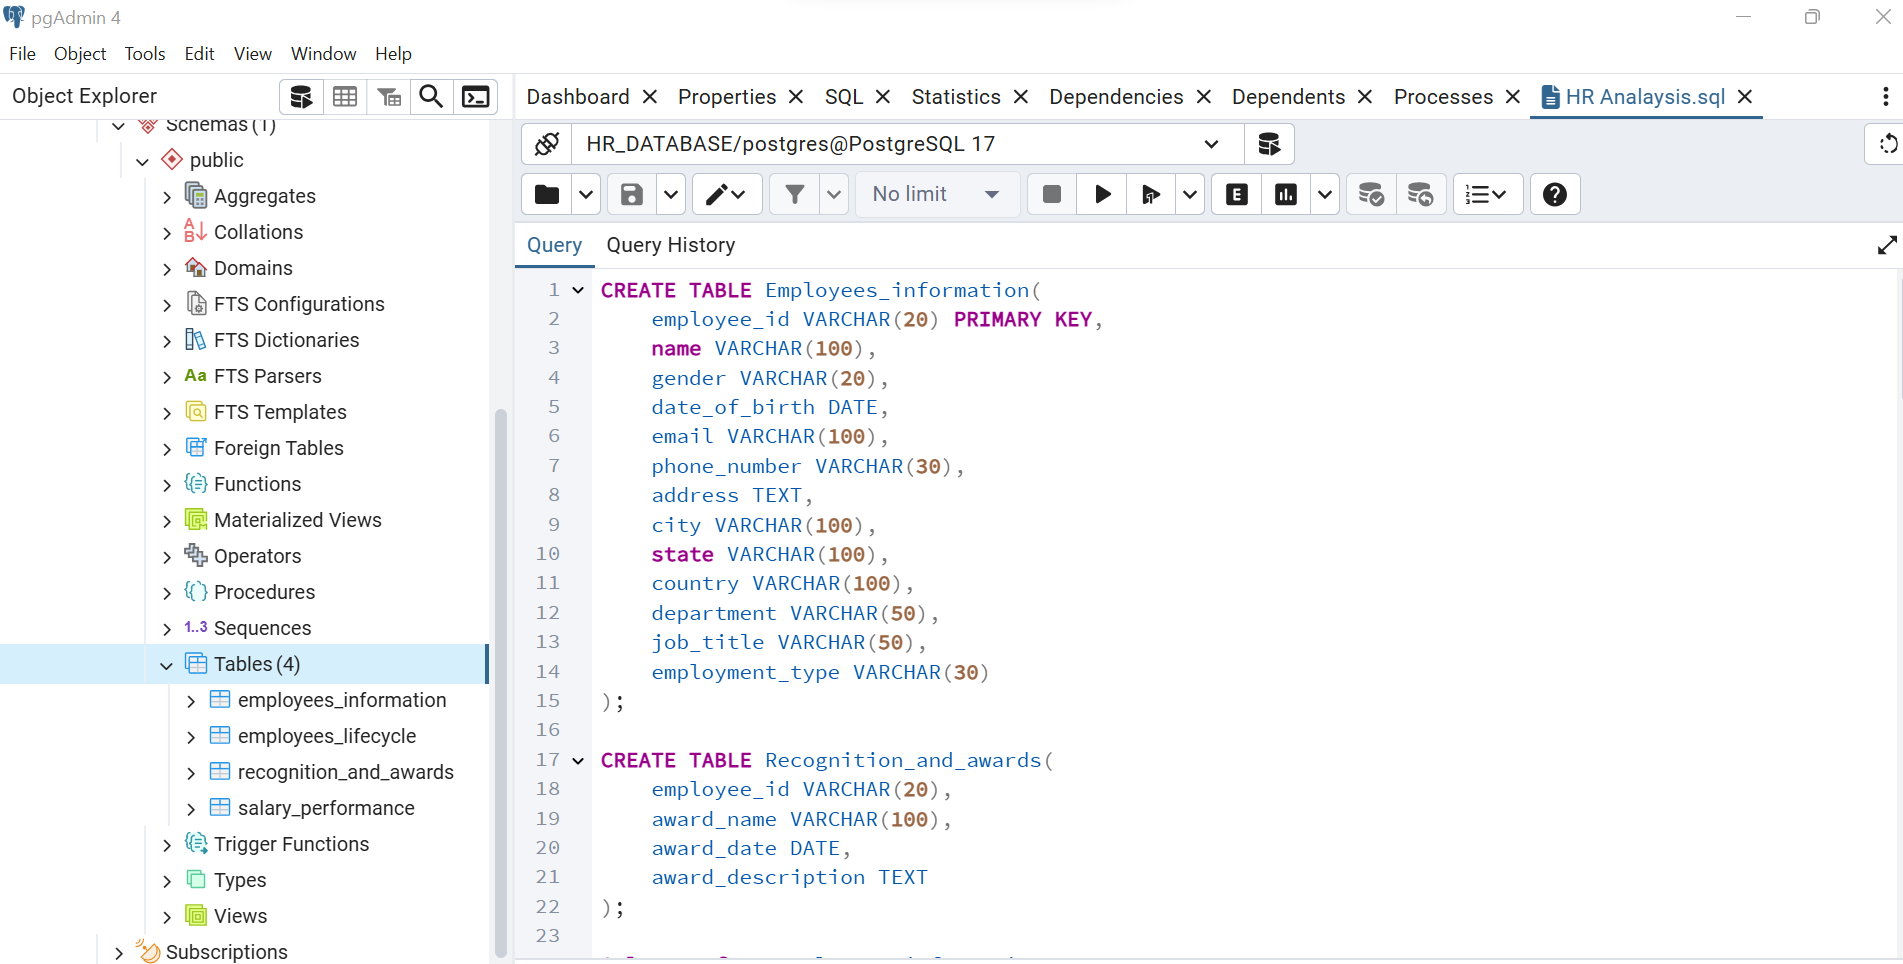 pgAdmin 4
File Object Tools Edit View Window Help
Object Explorer
Dashboard Properties SQL Statistics Dependencies Dependents Processes HR Analaysis.sql
HR_DATABASE/postgres@PostgreSQL 17
No limit
E
Query Query History
Schemas (1)
public
Aggregates
Collations
Domains
FTS Configurations
FTS Dictionaries
Aa FTS Parsers
FTS Templates
Foreign Tables
Functions
Materialized Views
Operators
Procedures
1..3 Sequences
Tables (4)
employees_information
employees_lifecycle
recognition_and_awards
salary_performance
Trigger Functions
Types
Views
Subscriptions
1 CREATE TABLE Employees_information(
2 employee_id VARCHAR(20) PRIMARY KEY,
3 name VARCHAR(100),
4 gender VARCHAR(20),
5 date_of_birth DATE,
6 email VARCHAR(100),
7 phone_number VARCHAR(30),
8 address TEXT,
9 city VARCHAR(100),
10 state VARCHAR(100),
11 country VARCHAR(100),
12 department VARCHAR(50),
13 job_title VARCHAR(50),
14 employment_type VARCHAR(30)
15 );
16
17 CREATE TABLE Recognition_and_awards(
18 employee_id VARCHAR(20),
19 award_name VARCHAR(100),
20 award_date DATE,
21 award_description TEXT
22 );
23